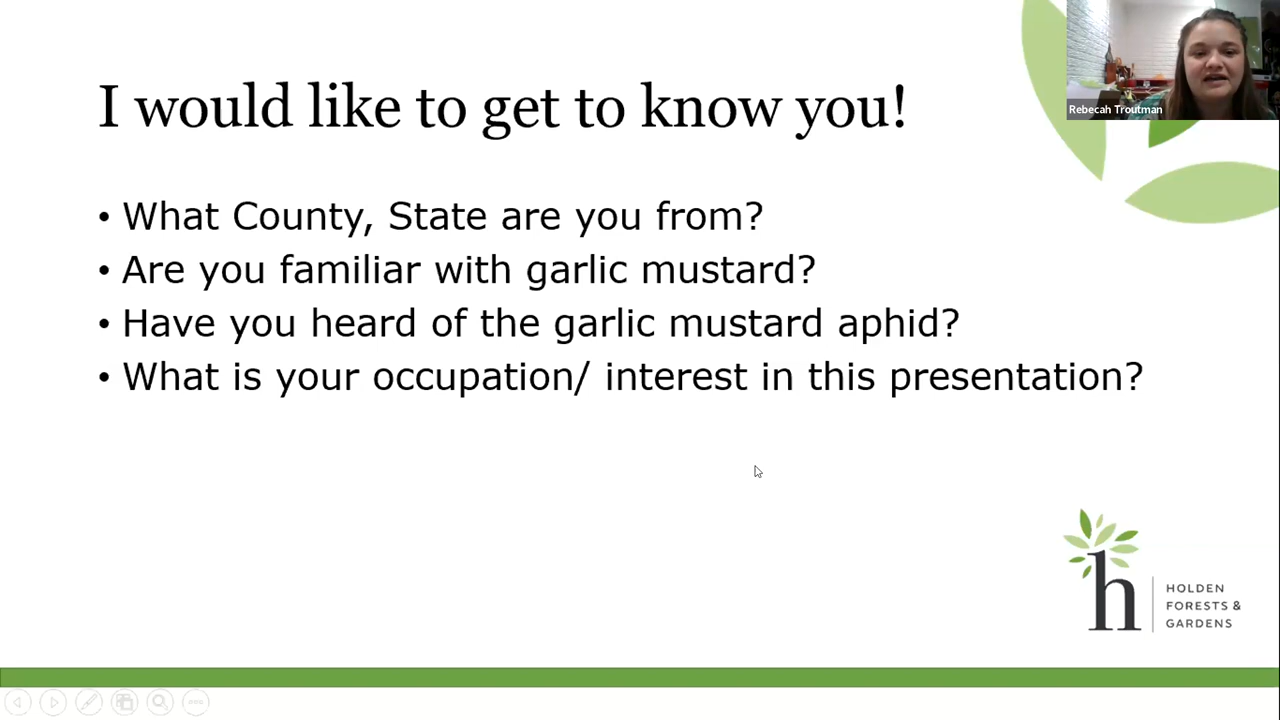 I would like to get to know you!
Rebecah Troutman
• What County, State are you from?
• Are you familiar with garlic mustard?
• Have you heard of the garlic mustard aphid?
• What is your occupation/ interest in this presentation?
h
HOLDEN
FORESTS &
GARDENS